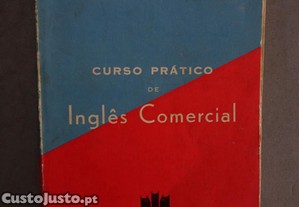 CURSO PRÁTICO
DE
Inglês Comercial
CustoJusto.pt